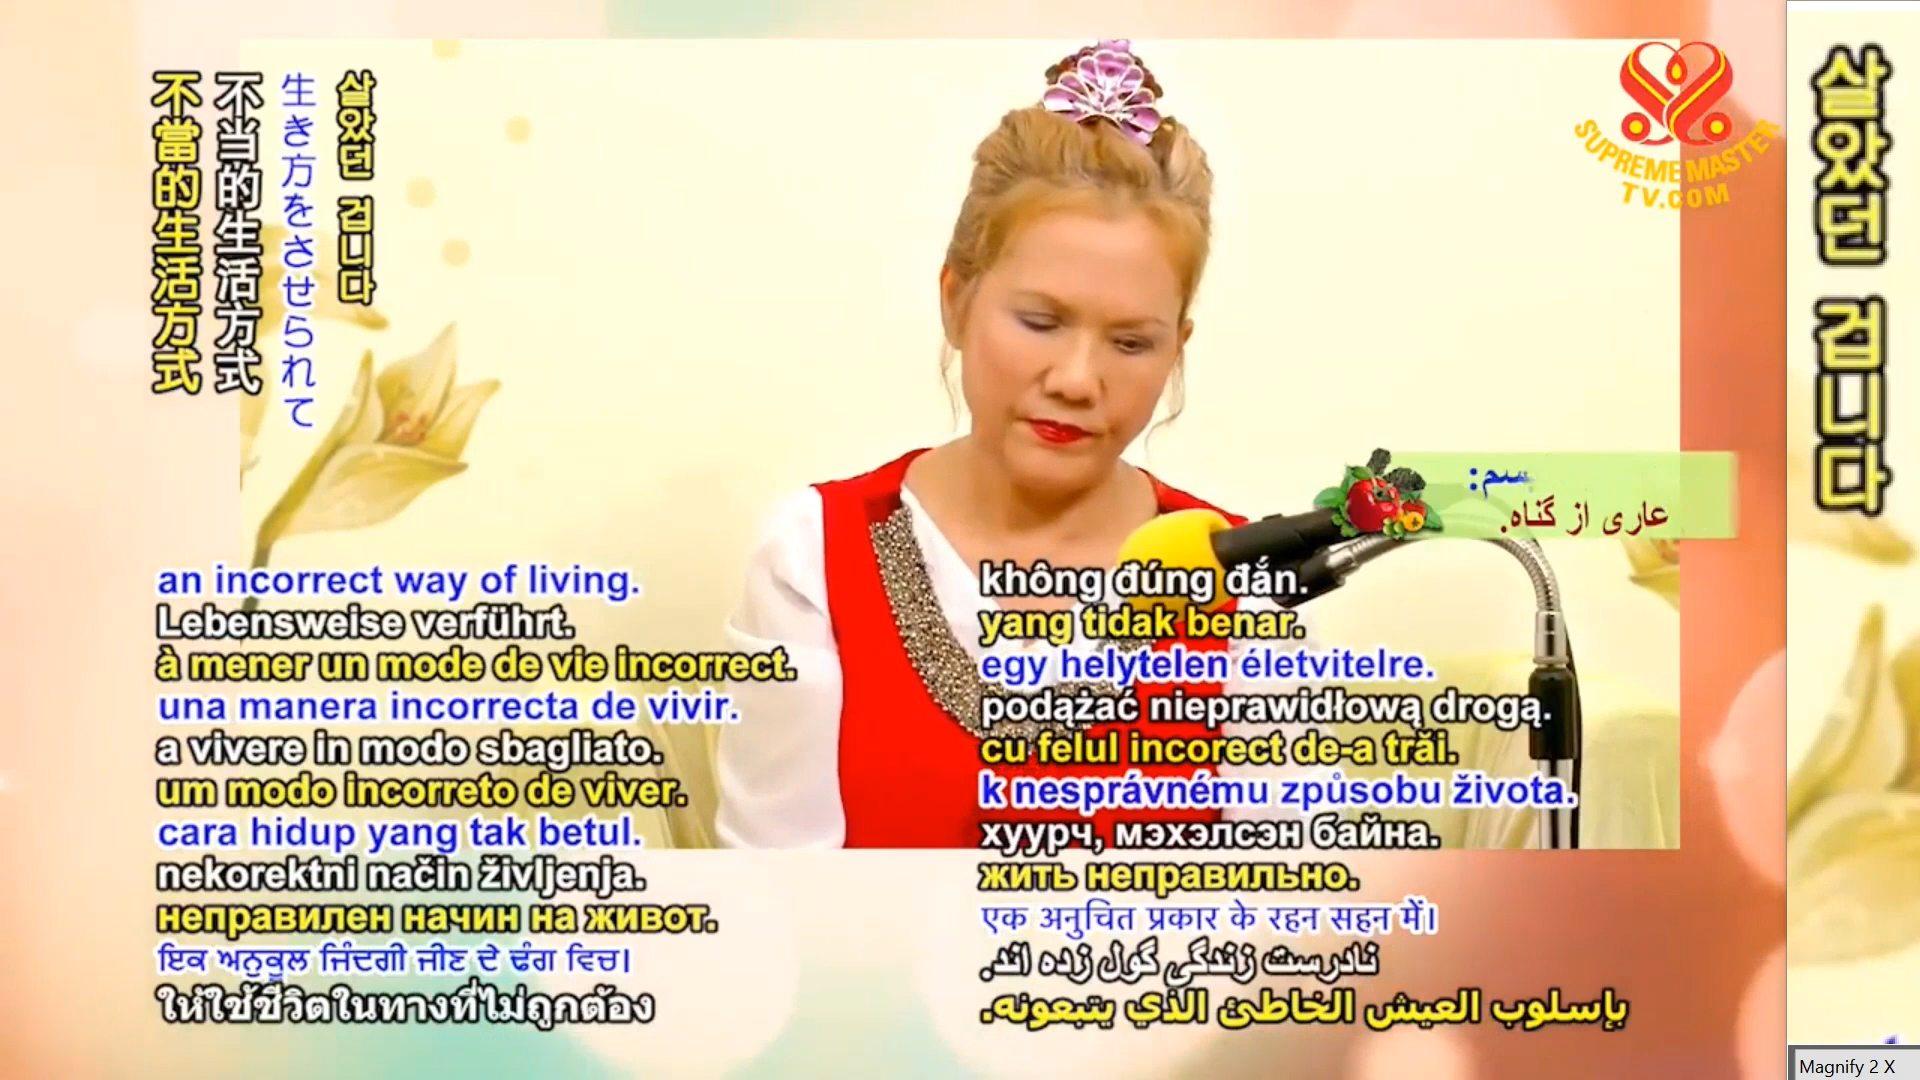 不當的生活方式
不当的生活方式
生き方をさせられて
살았던 겁니다
SUPREME MASTER
TV.COM
عاری از گناه.
an incorrect way of living.
Lebensweise verführt.
à mener un mode de vie incorrect.
una manera incorrecta de vivir.
a vivere in modo sbagliato.
um modo incorreto de viver.
cara hidup yang tak betul.
nekorektni način življenja.
неправилен начин на живот.
ਇਕ ਅਨੁਕੂਲ ਜਿੰਦਗੀ ਜੀਣ ਦੇ ਢੰਗ ਵਿਚ।
ให้ใช้ชีวิตในทางที่ไม่ถูกต้อง
không đúng đắn.
yang tidak benar.
egy helytelen életvitelre.
podążać nieprawidłową drogą.
cu felul incorect de-a trăi.
k nesprávnému způsobu života.
хуурч, мэхэлсэн байна.
жить неправильно.
एक अनुचित प्रकार के रहन सहन में।
نادرست زندگی گول زده اند.
بإسلوب العيش الخاطئ الذي يتبعونه.
살았던 겁니다
Magnify 2 X